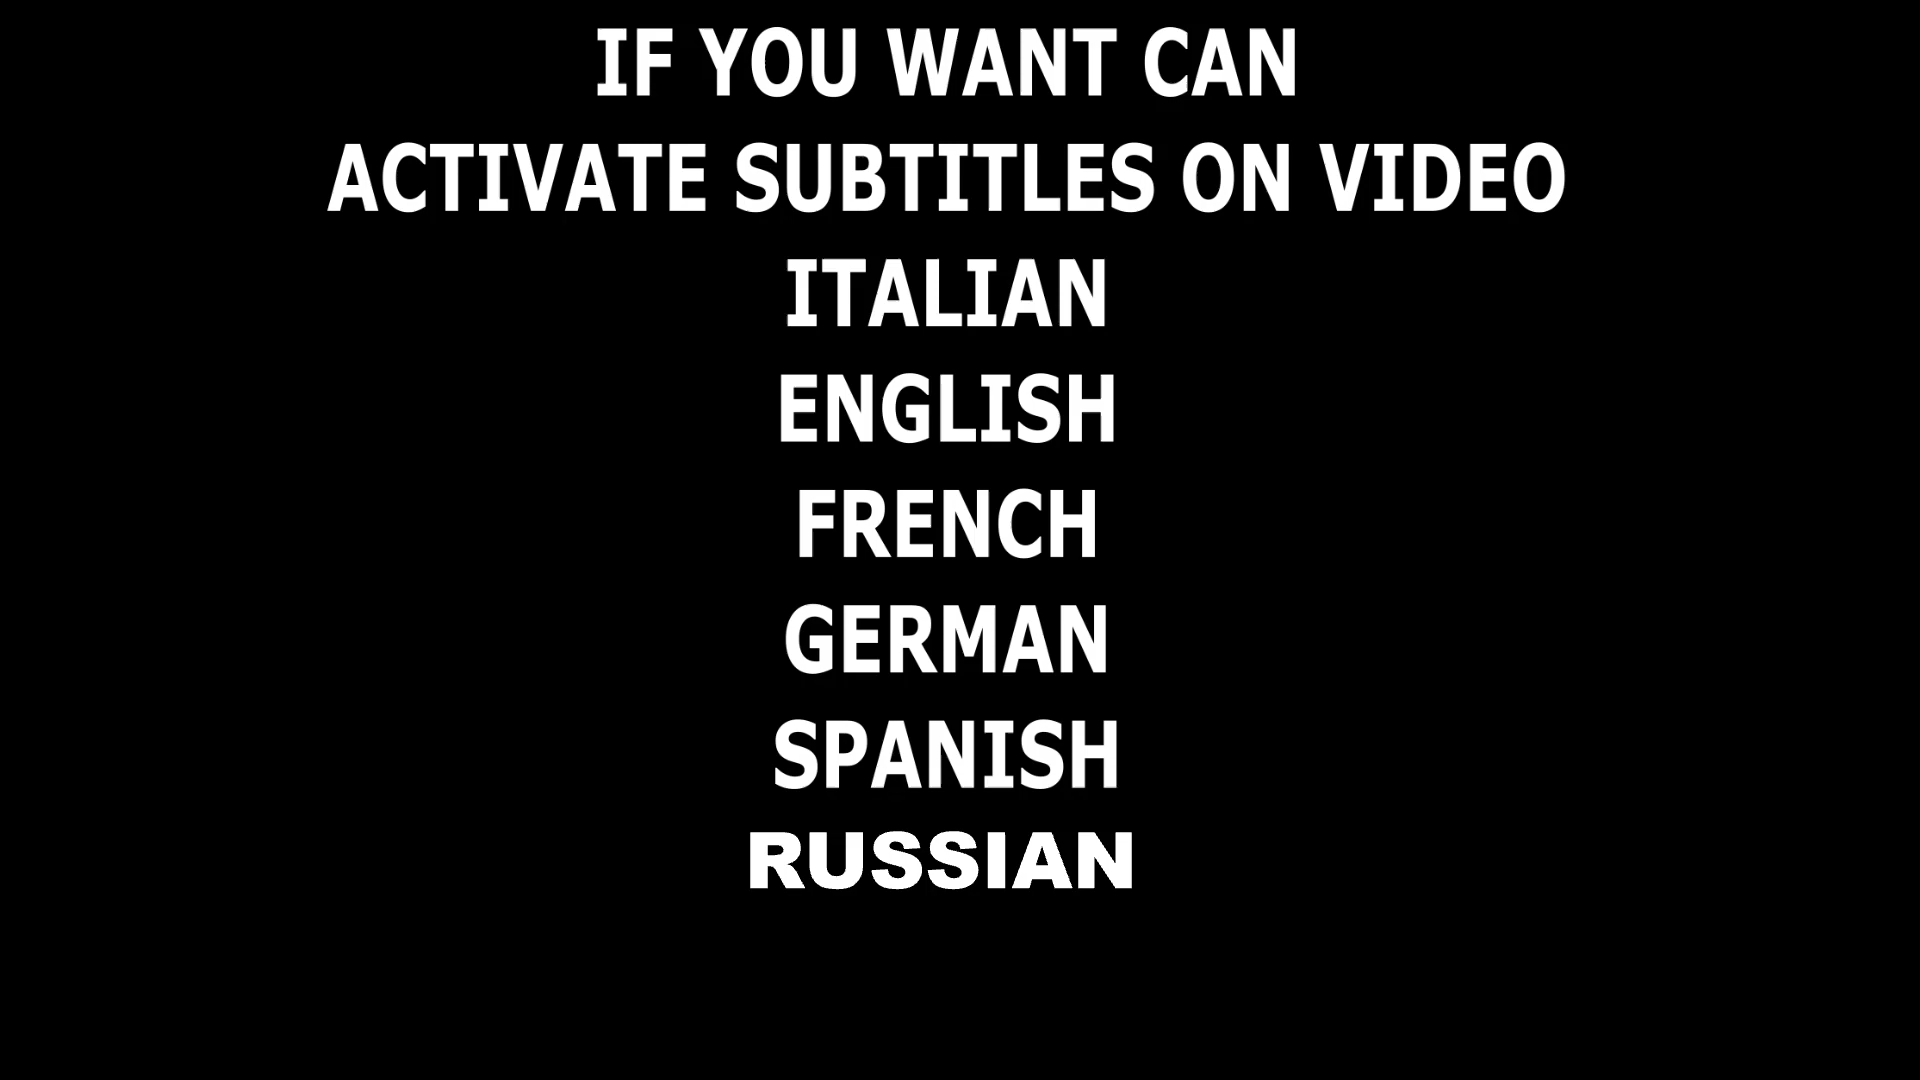 IF YOU WANT CAN
ACTIVATE SUBTITLES ON VIDEO
ITALIAN
ENGLISH
FRENCH
GERMAN
SPANISH
RUSSIAN